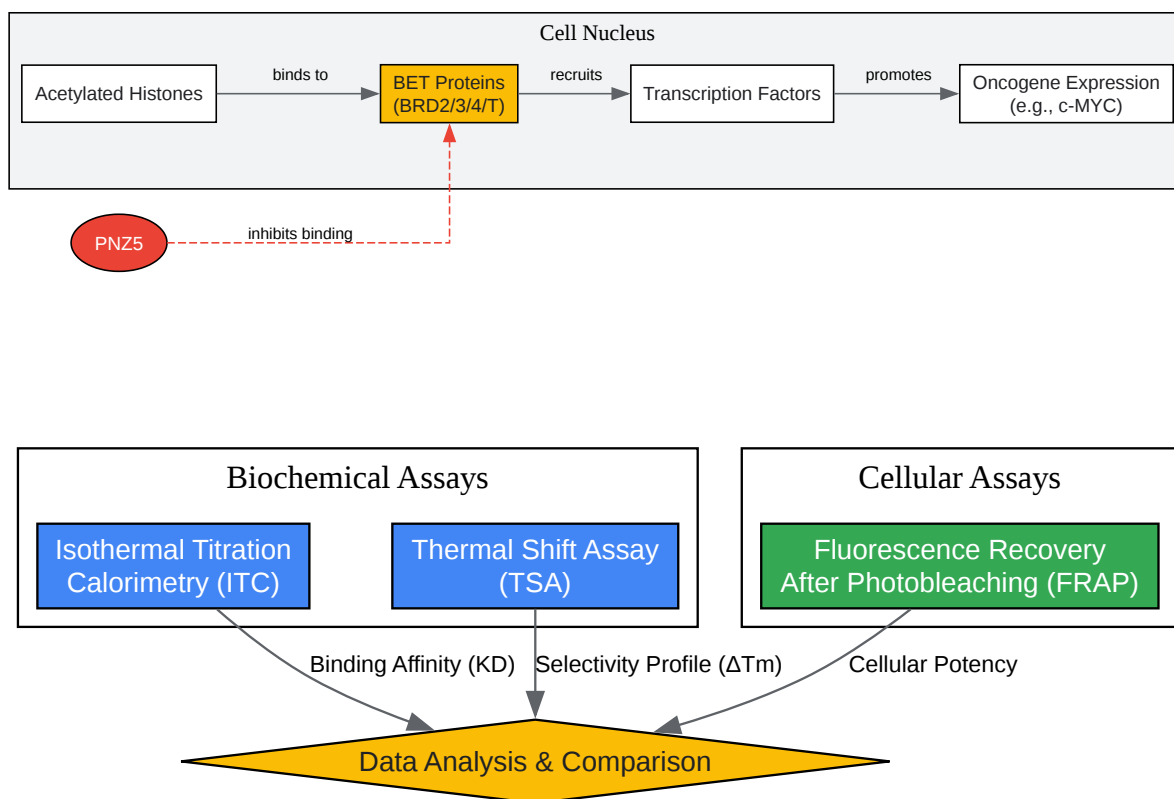 Cell Nucleus
Acetylated Histones
binds to
BET Proteins
(BRD2/3/4/T)
recruits
Transcription Factors
promotes
Oncogene Expression
(e.g., c-MYC)
PNZ5
inhibits binding
Biochemical Assays
Isothermal Titration
Calorimetry (ITC)
Thermal Shift Assay
(TSA)
Cellular Assays
Fluorescence Recovery
After Photobleaching (FRAP)
Binding Affinity (KD)
Selectivity Profile (ΔTm)
Cellular Potency
Data Analysis & Comparison